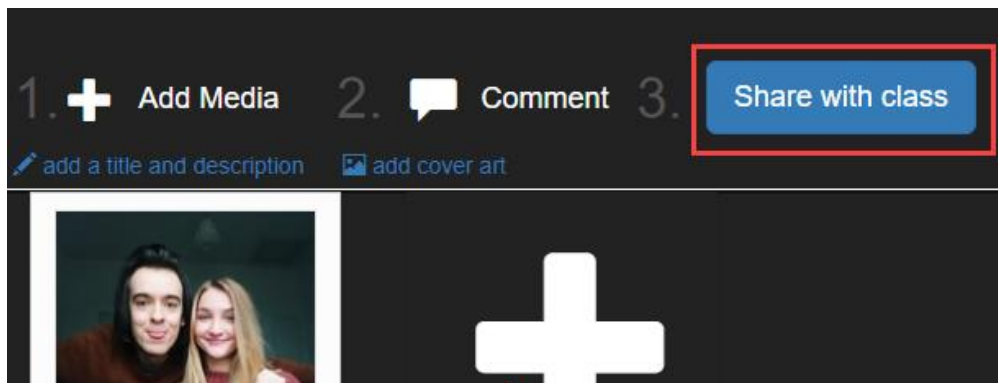 1. Add Media 2. Comment 3. Share with class
add a title and description add cover art